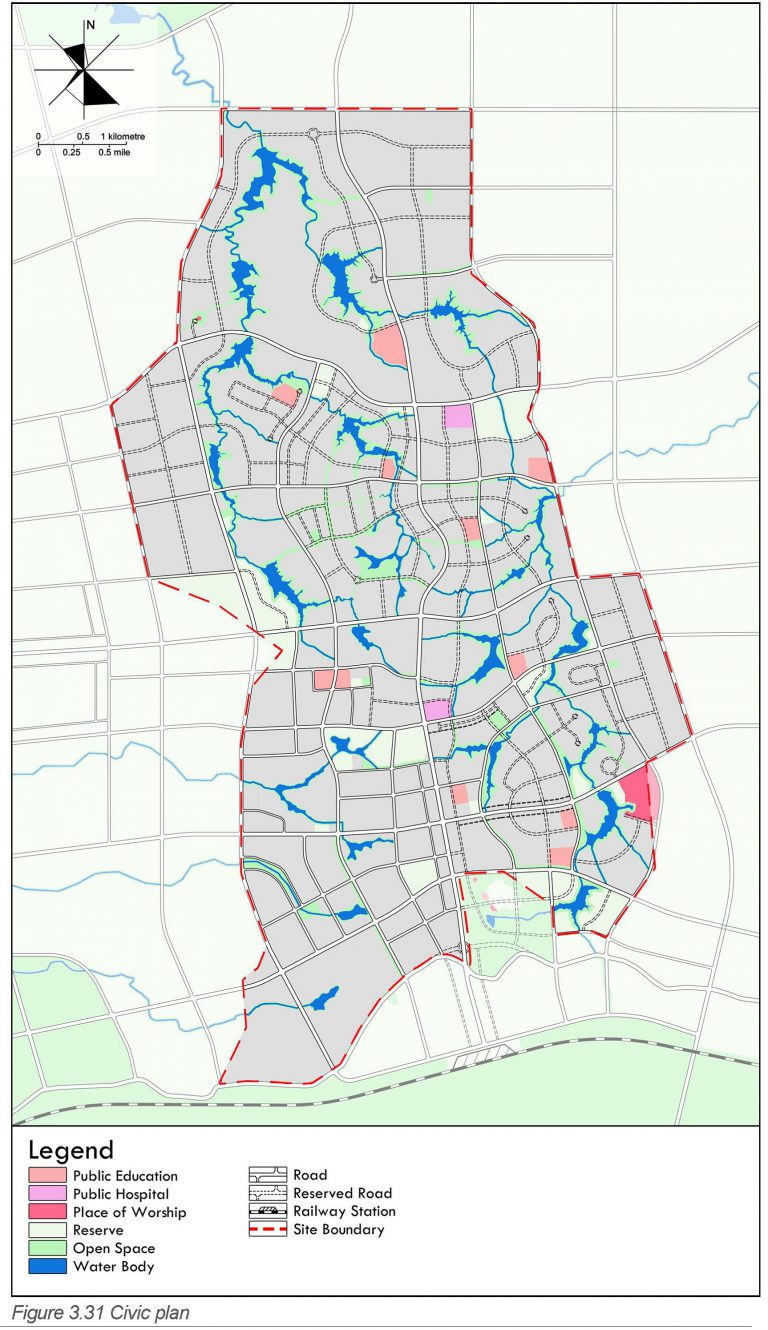 N
0 0.5 1 kilometre
0 0.25 0.5 mile
Legend
Public Education
Public Hospital
Place of Worship
Reserve
Open Space
Water Body
Road
Reserved Road
Railway Station
Site Boundary
Figure 3.31 Civic plan